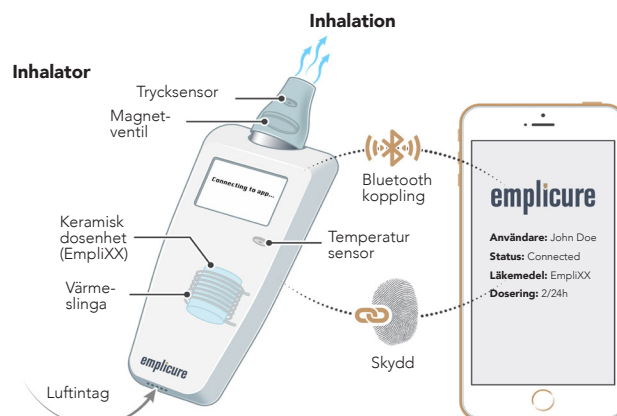 Inhalation
Inhalator
Trycksensor
Magnet-
ventil
Connecting to app...
Keramisk
dosenhet
(EmpliXX)
Värme-
slinga
Temperatur
sensor
emplicure
Luftintag
Bluetooth
koppling
Skydd
emplicure
Användare: John Doe
Status: Connected
Läkemedel: EmpliXX
Dosering: 2/24h